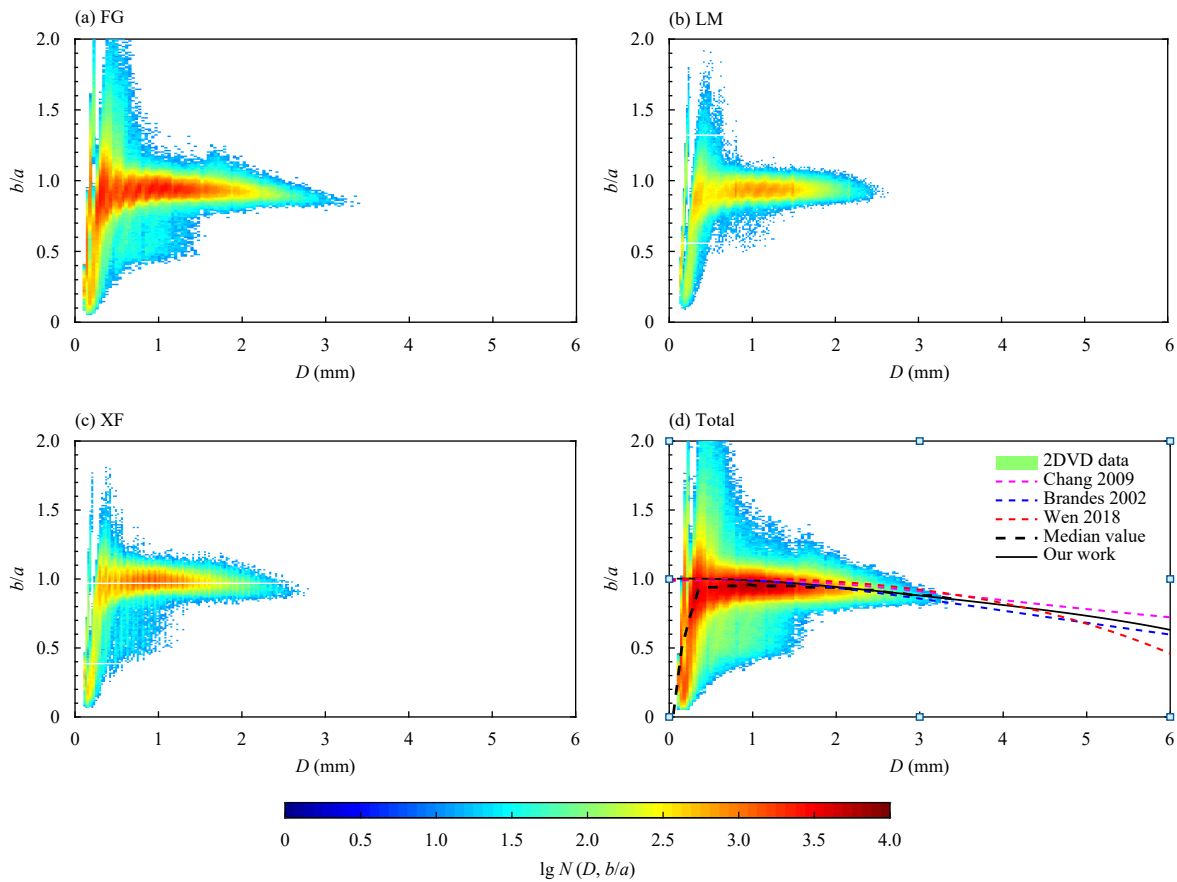 (a) FG
(b) LM
2.0
1.5
1.0
0.5
0
b/a
0 1 2 3 4 5 6
D (mm)
2.0
1.5
1.0
0.5
0
b/a
0 1 2 3 4 5 6
D (mm)
(c) XF
(d) Total
2.0
1.5
1.0
0.5
0
b/a
0 1 2 3 4 5 6
D (mm)
2.0
1.5
1.0
0.5
0
b/a
2DVD data
Chang 2009
Brandes 2002
Wen 2018
Median value
Our work
0 1 2 3 4 5 6
D (mm)
0 0.5 1.0 1.5 2.0 2.5 3.0 3.5 4.0
lg N (D, b/a)